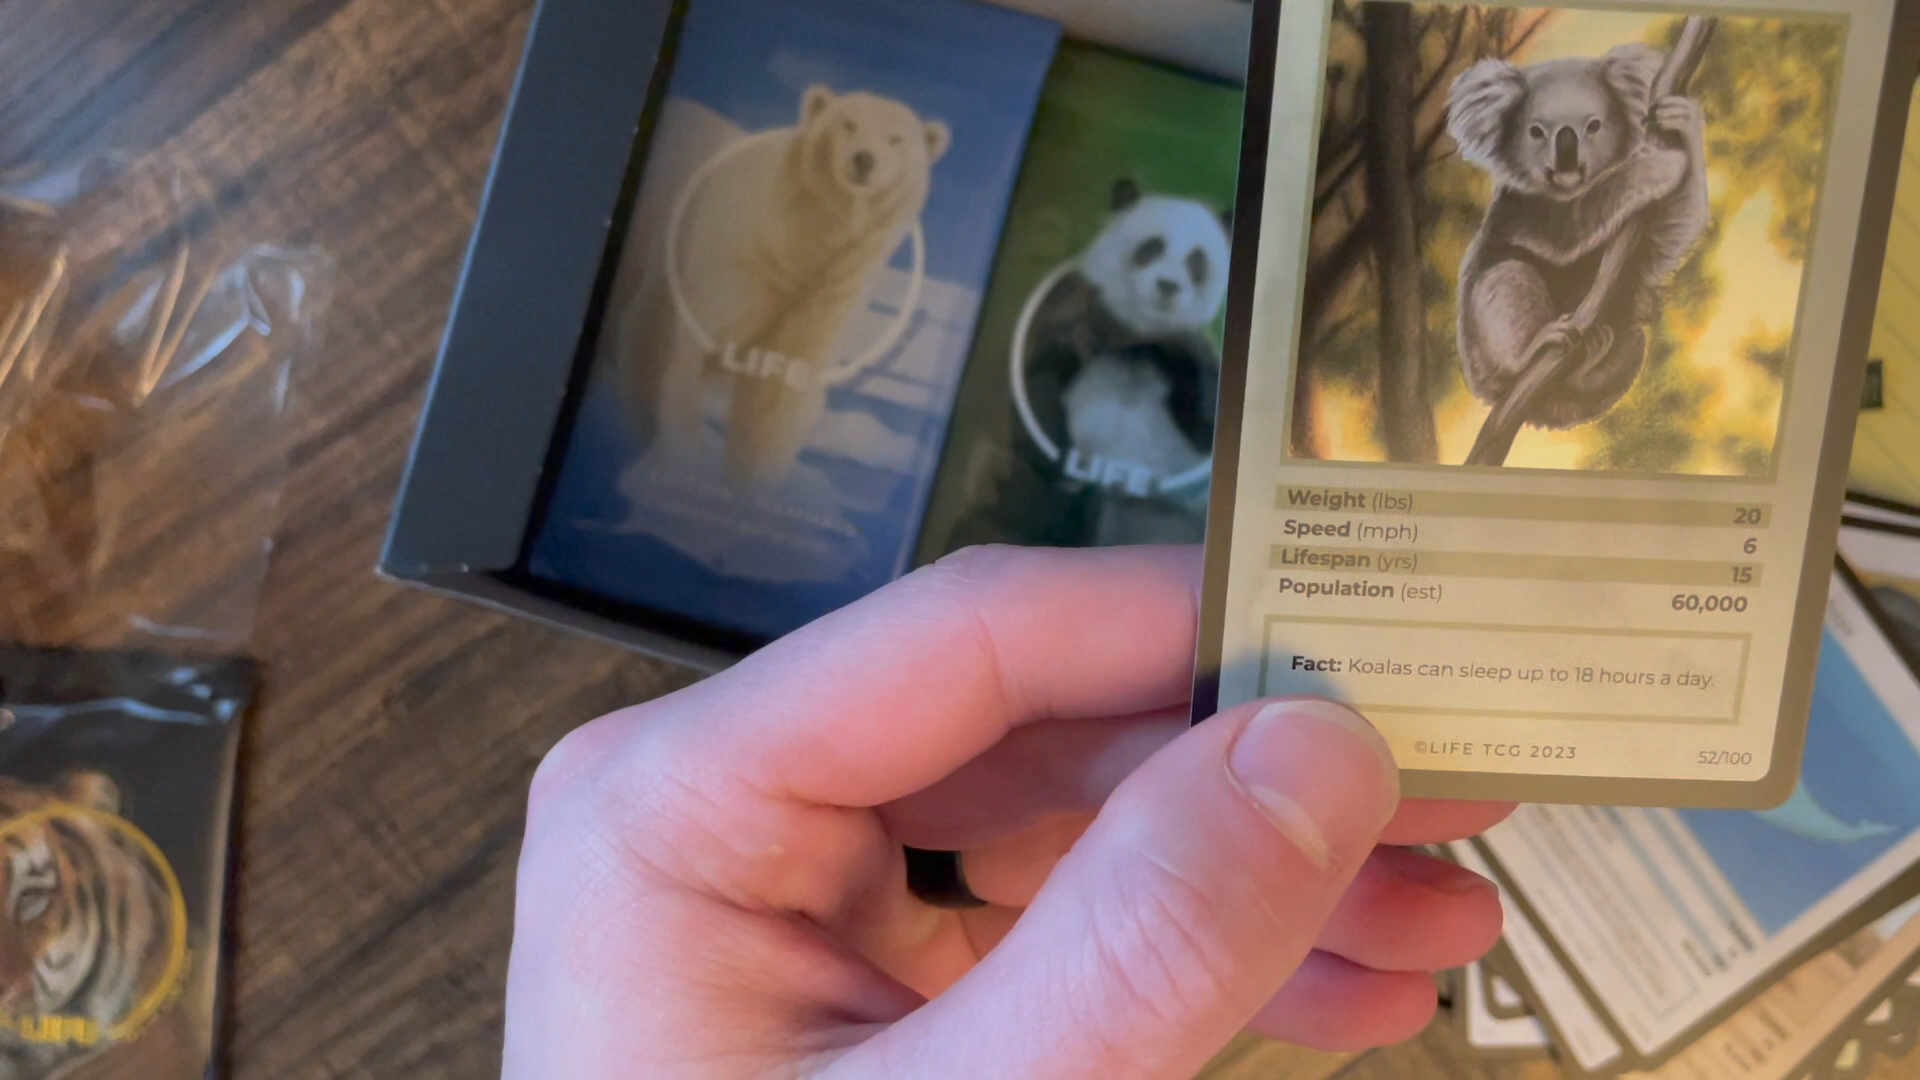 LIFE
LIFE
Weight (lbs) 20
Speed (mph) 6
Lifespan (yrs) 15
Population (est) 60,000
Fact: Koalas can sleep up to 18 hours a day.
©LIFE TCG 2023 52/100
LIFE